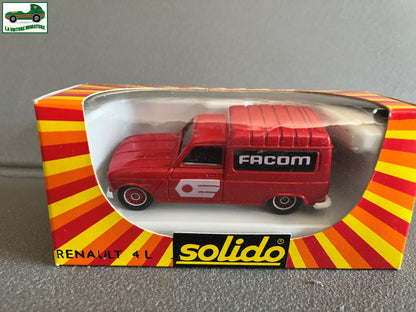 LA VOITURE MINIATURE
FACOM
RENAULT 4 L
solido®